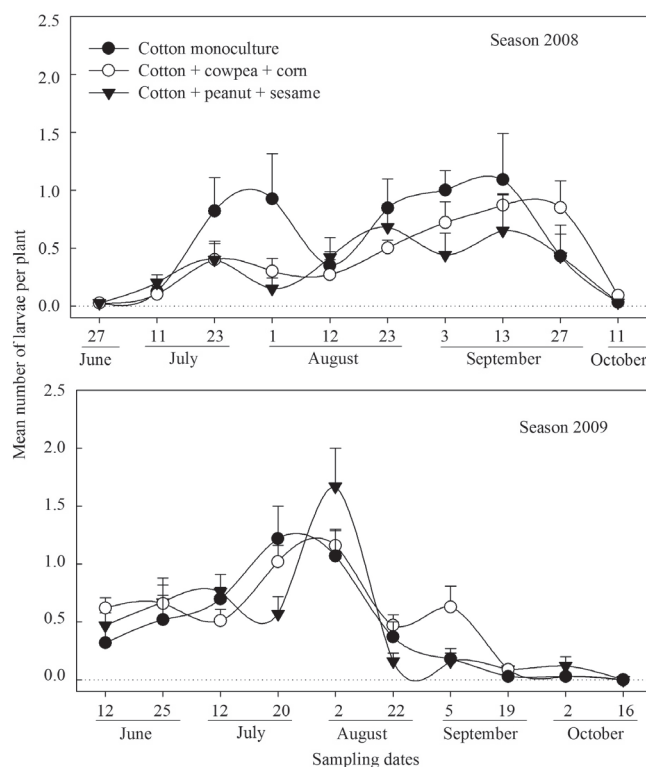 2.5
2.0
1.5
1.0
0.5
0.0
Cotton monoculture
Cotton + cowpea + corn
Cotton + peanut + sesame
Season 2008
27 11 23 1 12 23 3 13 27 11
June July August September October
Mean number of larvae per plant
2.5
2.0
1.5
1.0
0.5
0.0
Season 2009
12 25 12 20 2 22 5 19 2 16
June July August September October
Sampling dates